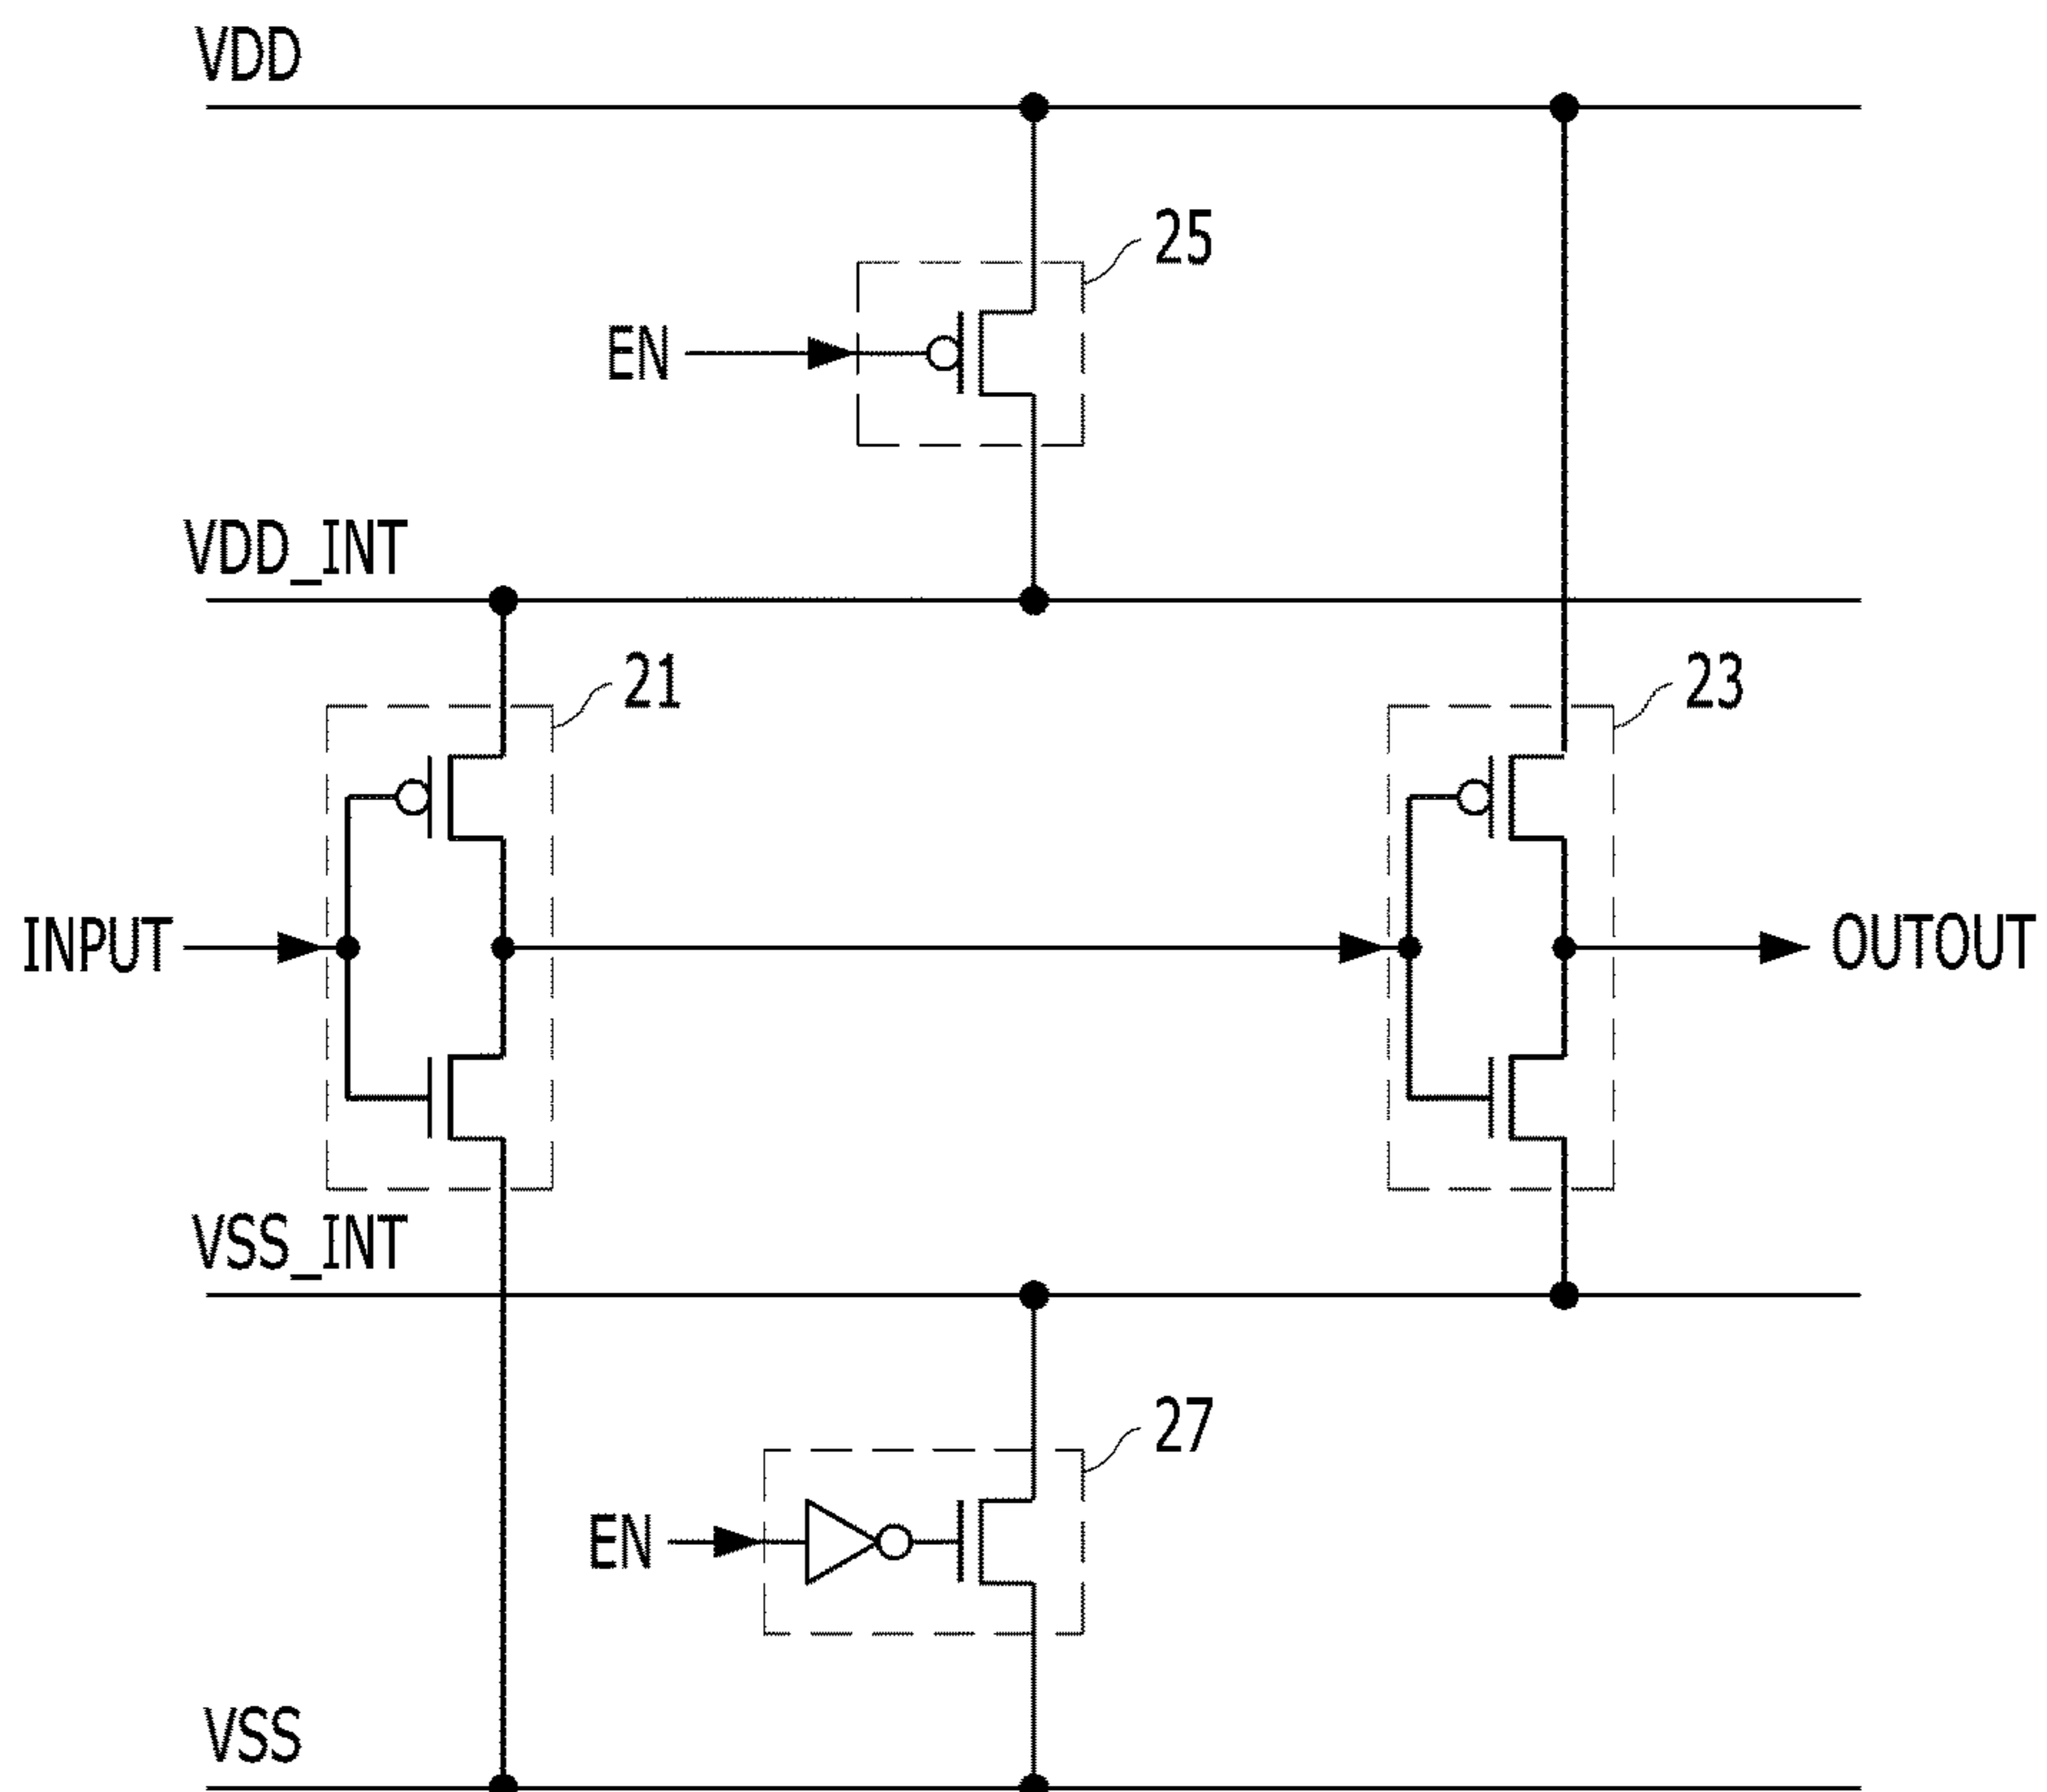 VDD
25
EN
VDD_INT
21
23
INPUT
OUTOUT
VSS_INT
27
EN
VSS